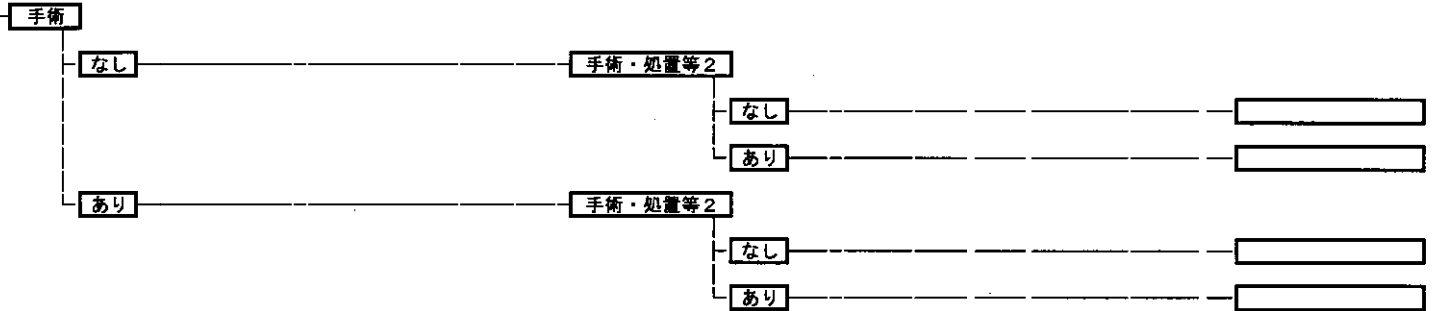 手術
なし
手術・処置等2
なし
あり
あり
手術・処置等2
なし
あり